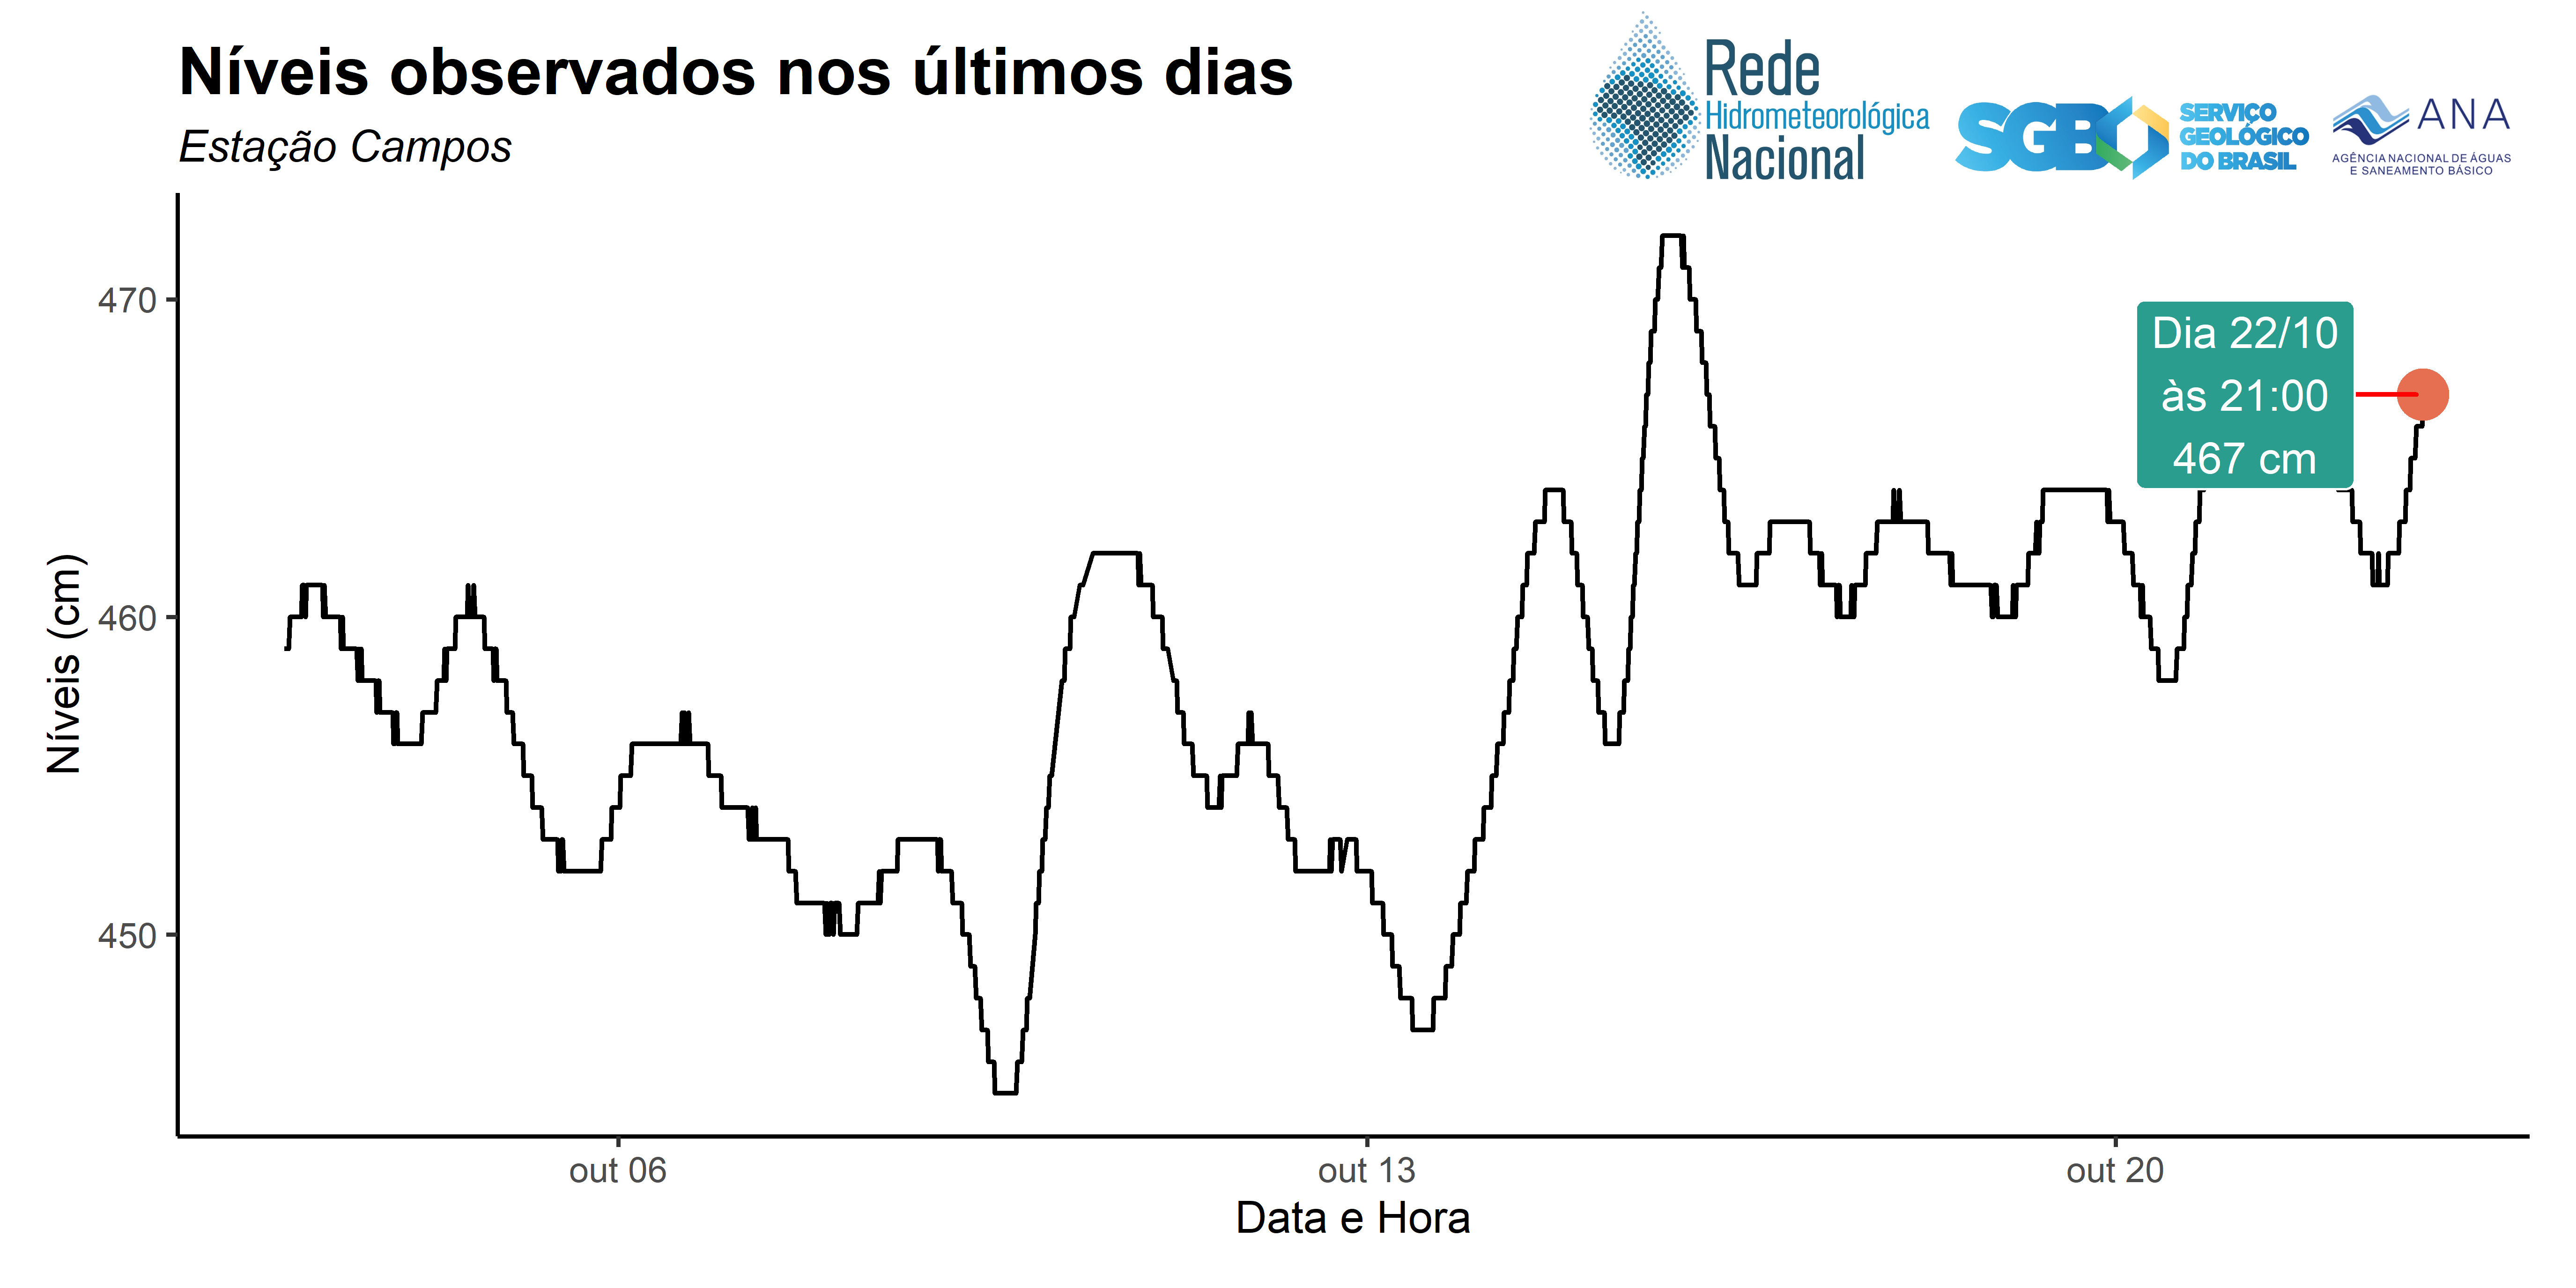 Níveis observados nos últimos dias
Estação Campos
Rede
Hidrometeorológica
Nacional
SGB
SERVIÇO
GEOLÓGICO
DO BRASIL
ANA
AGÊNCIA NACIONAL DE ÁGUAS
E SANEAMENTO BÁSICO
470
460
450
Níveis (cm)
Dia 22/10
às 21:00
467 cm
out 06
out 13
out 20
Data e Hora